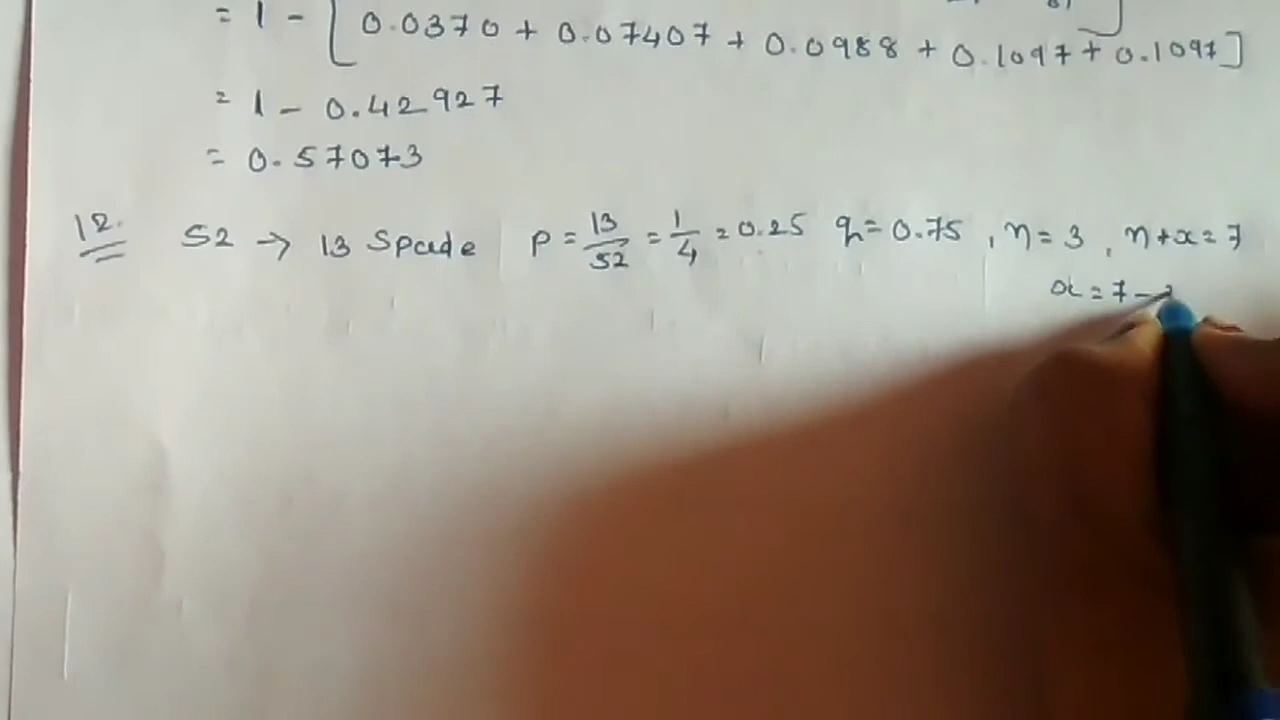 = 1 - [ 0.0370 + 0.07407 + 0.0988 + 0.1097 + 0.1097]
= 1 - 0.42927
= 0.57073
12. 52 → 13 Spade p = 13/52 = 1/4 = 0.25 q = 0.75 , n = 3 , n+x = 7
x = 7 -